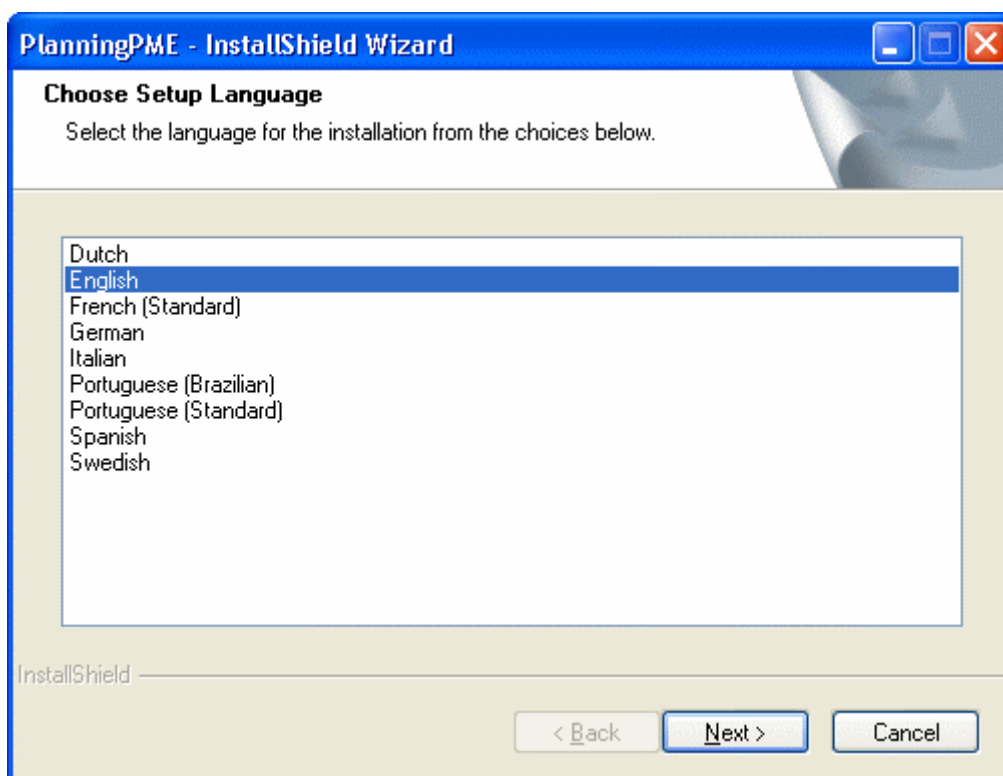 PlanningPME - InstallShield Wizard
Choose Setup Language
Select the language for the installation from the choices below.
Dutch
English
French (Standard)
German
Italian
Portuguese (Brazilian)
Portuguese (Standard)
Spanish
Swedish
InstallShield
< Back
Next >
Cancel